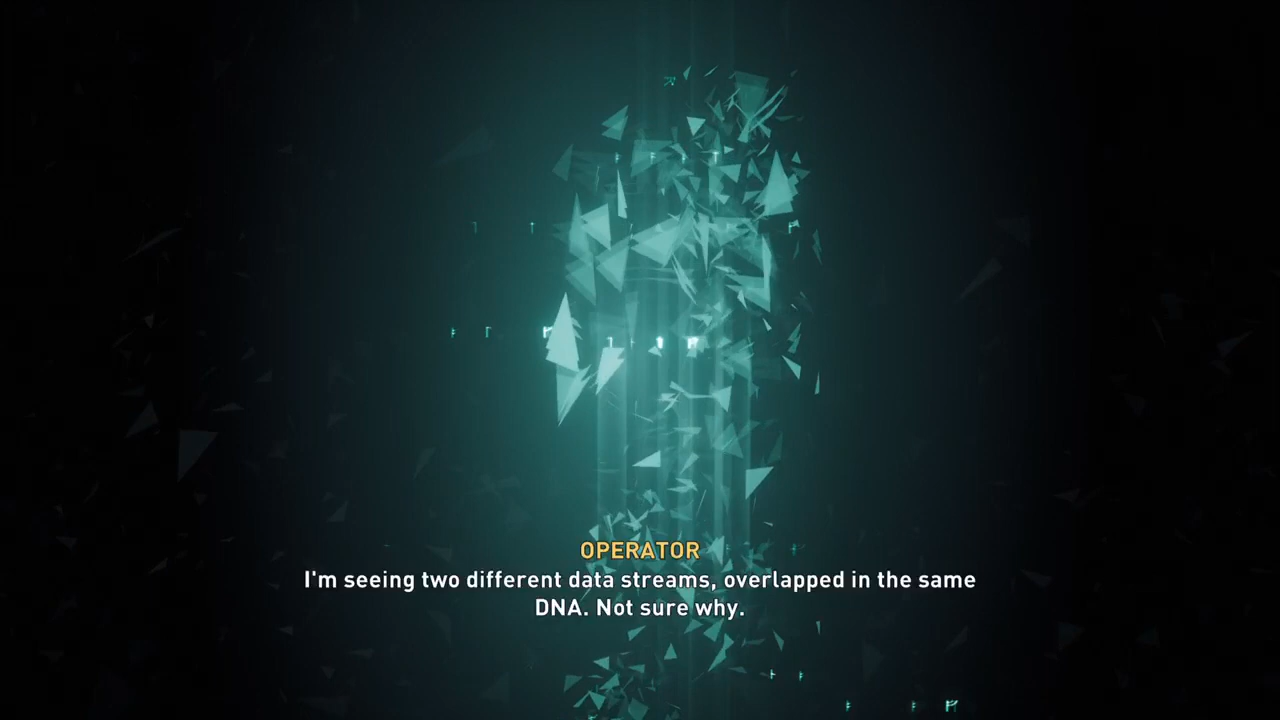 OPERATOR
I'm seeing two different data streams, overlapped in the same
DNA. Not sure why.